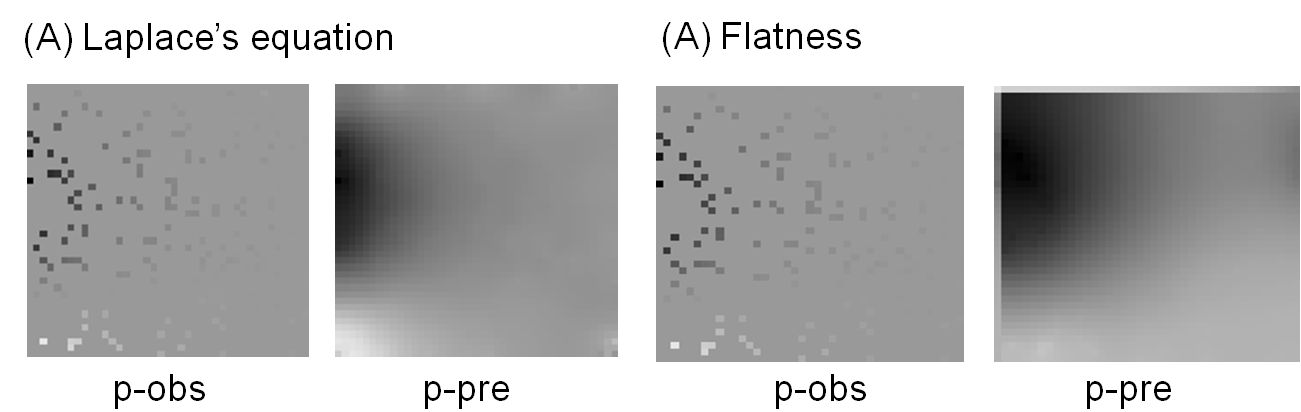 (A) Laplace's equation
(A) Flatness
p-obs
p-pre
p-obs
p-pre